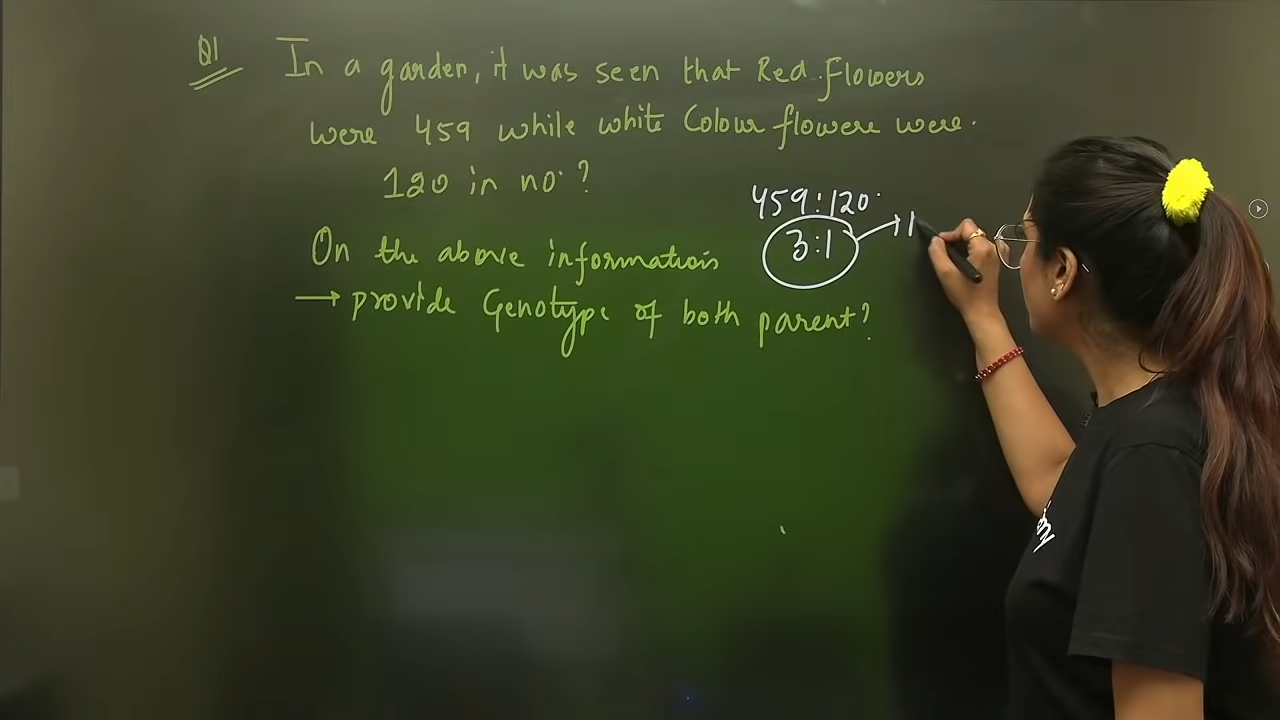 Q1 In a garden, it was seen that Red flowers
were 459 while white Colour flowere were.
120 in no. ?
459:120
3:1
On the above information
→ provide Genotype of both parent?